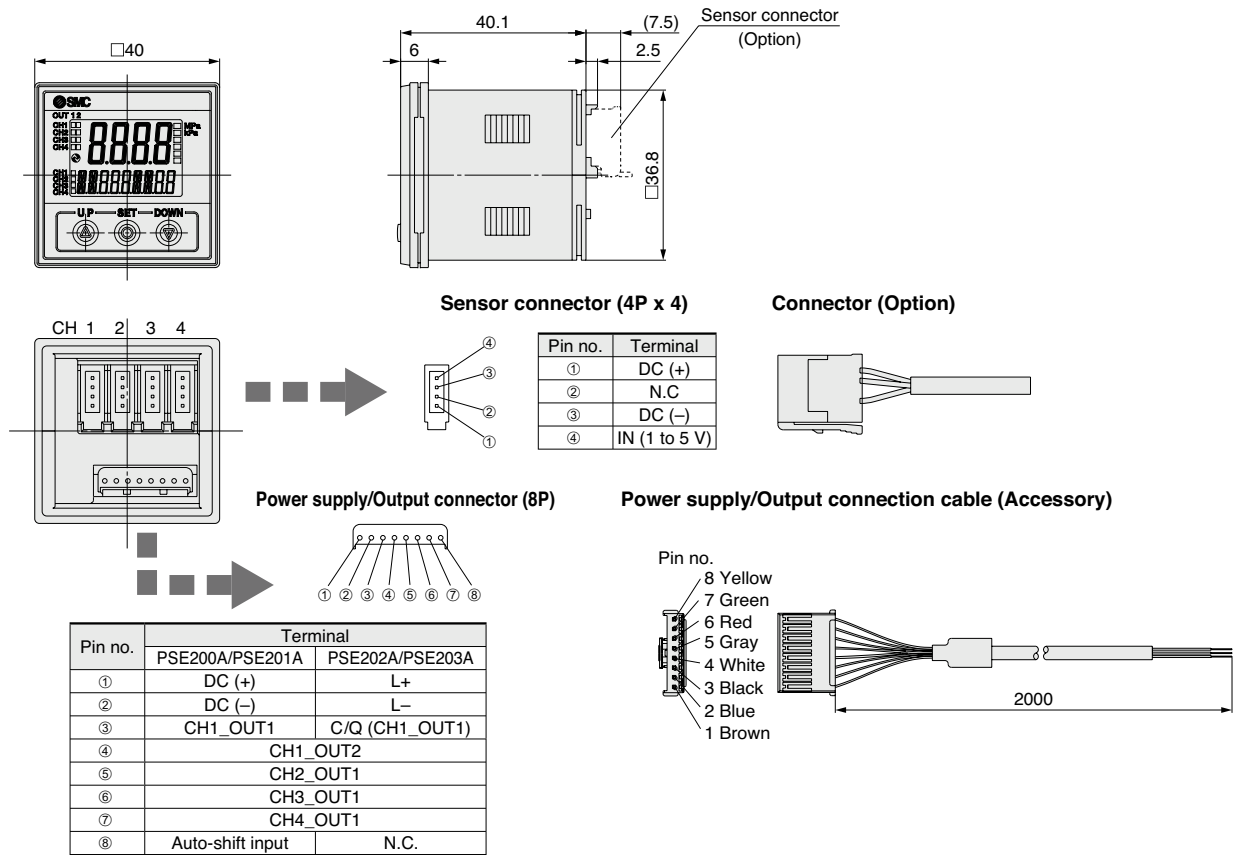 □40
40.1
(7.5)
Sensor connector
(Option)
6
2.5
□36.8
SMC
OUT 1 2
CH1
CH2
CH3
CH4
MPa
kPa
8.8.8.8
CH1
UP SET DOWN
Sensor connector (4P x 4)
Connector (Option)
CH 1 2 3 4
④
③
②
①
Pin no. Terminal
① DC (+)
② N.C
③ DC (–)
④ IN (1 to 5 V)
Power supply/Output connector (8P)
① ② ③ ④ ⑤ ⑥ ⑦ ⑧
Power supply/Output connection cable (Accessory)
Pin no.
8 Yellow
7 Green
6 Red
5 Gray
4 White
3 Black
2 Blue
1 Brown
2000
Pin no. Terminal
PSE200A/PSE201A PSE202A/PSE203A
① DC (+) L+
② DC (–) L–
③ CH1_OUT1 C/Q (CH1_OUT1)
④ CH1_OUT2
⑤ CH2_OUT1
⑥ CH3_OUT1
⑦ CH4_OUT1
⑧ Auto-shift input N.C.